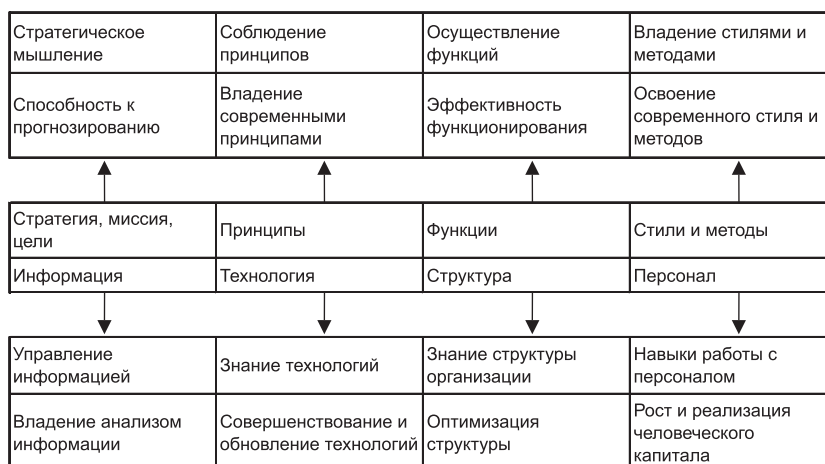 Стратегическое
мышление
Соблюдение
принципов
Осуществление
функций
Владение стилями и
методами
Способность к
прогнозированию
Владение
современными
принципами
Эффективность
функционирования
Освоение
современного стиля и
методов
Стратегия, миссия,
цели
Принципы
Функции
Стили и методы
Информация
Технология
Структура
Персонал
Управление
информацией
Знание технологий
Знание структуры
организации
Навыки работы с
персоналом
Владение анализом
информации
Совершенствование и
обновление технологий
Оптимизация
структуры
Рост и реализация
человеческого
капитала